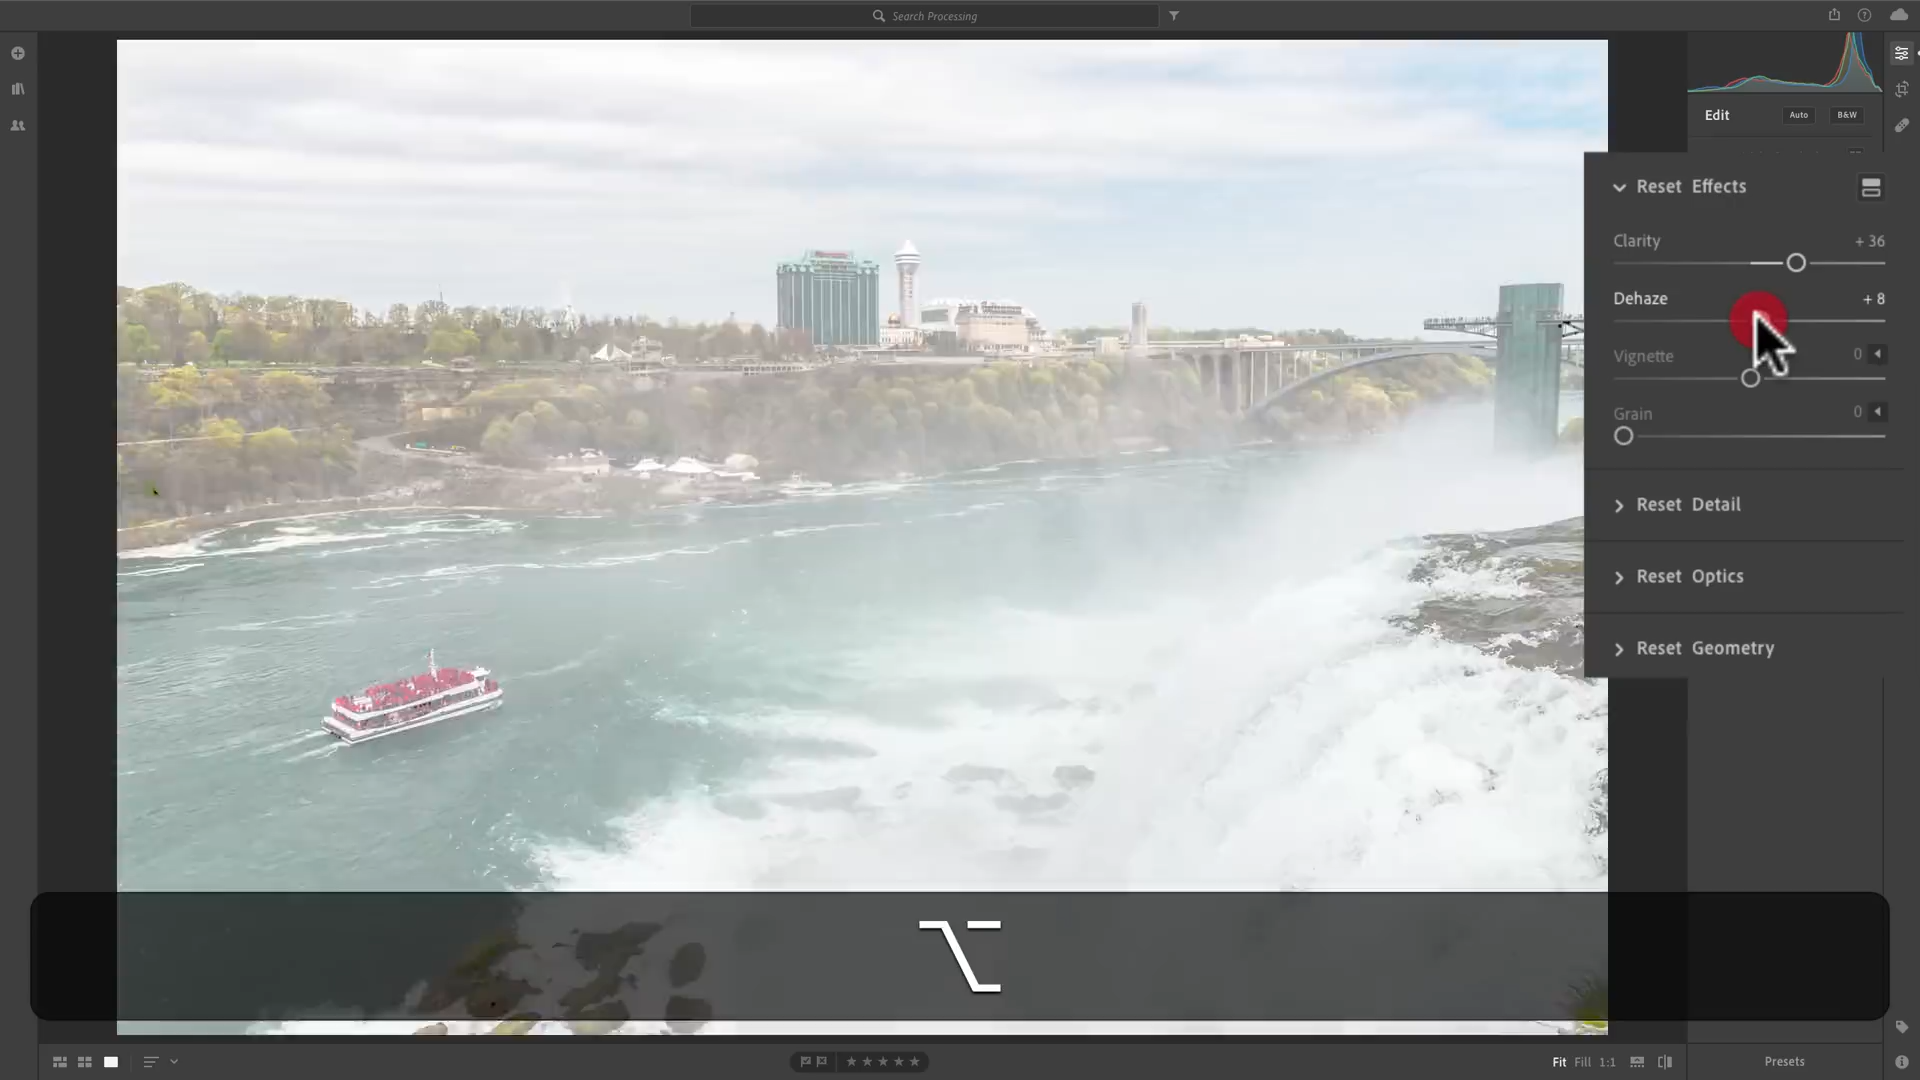 Search Processing
Edit
Auto
B&W
Reset Effects
Clarity
+ 36
Dehaze
+ 8
Vignette
0
Grain
0
Reset Detail
Reset Optics
Reset Geometry
Fit
Fill
1:1
Presets